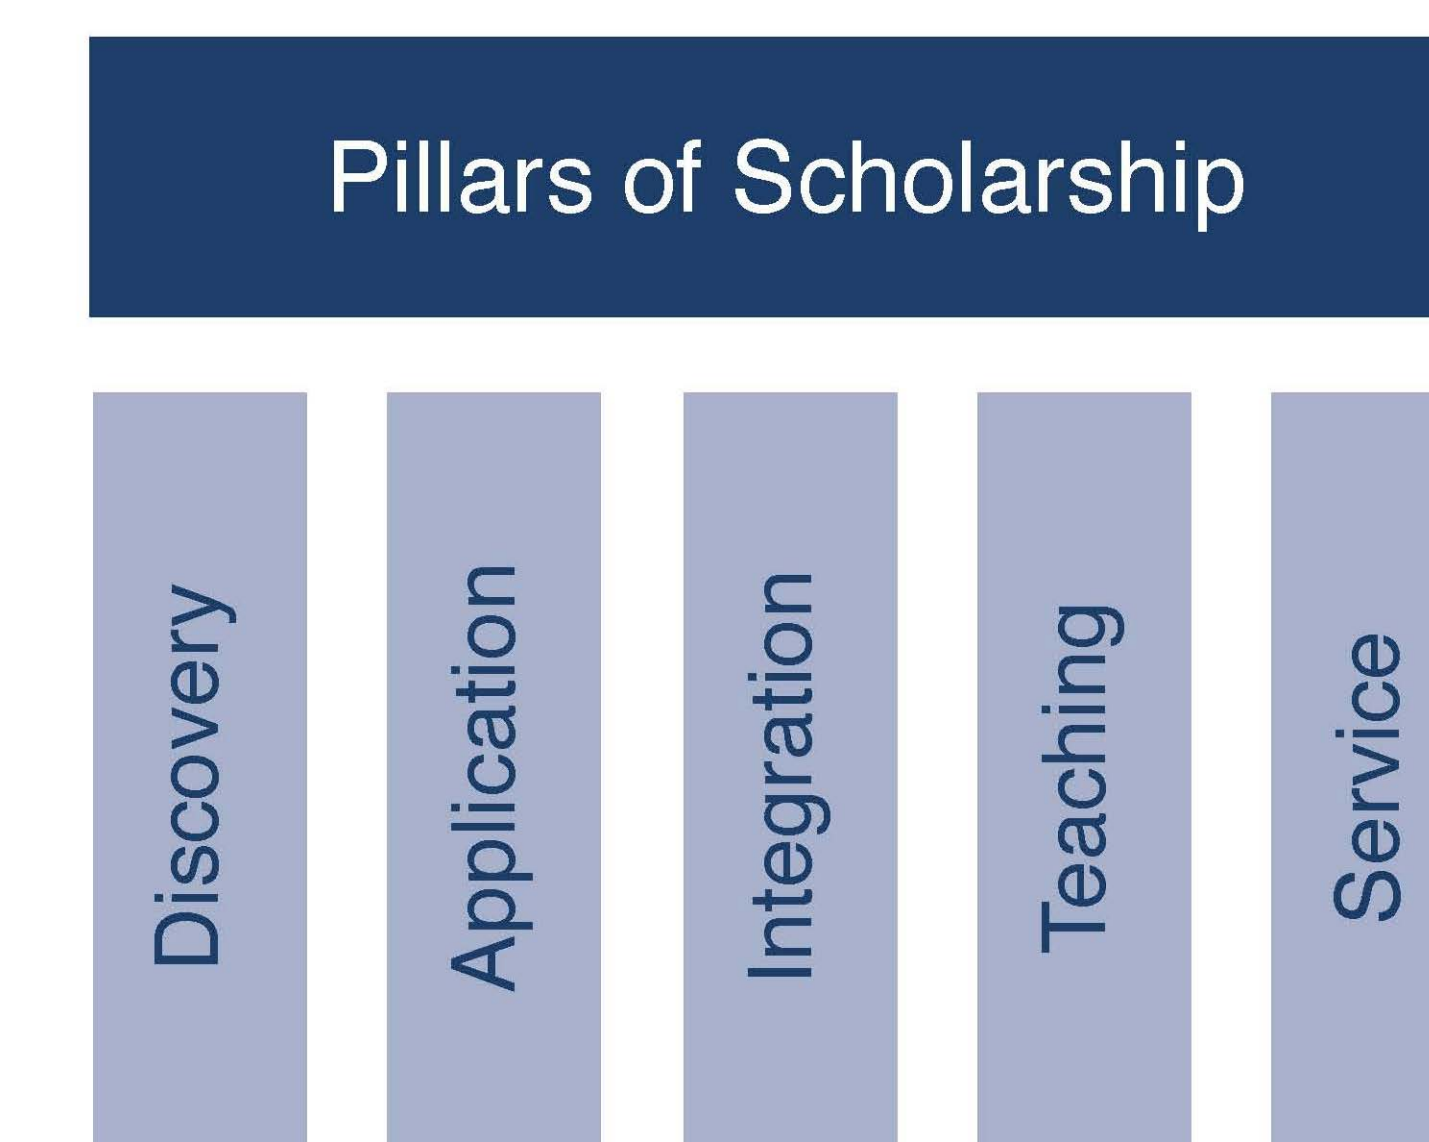 Pillars of Scholarship
Discovery
Application
Integration
Teaching
Service